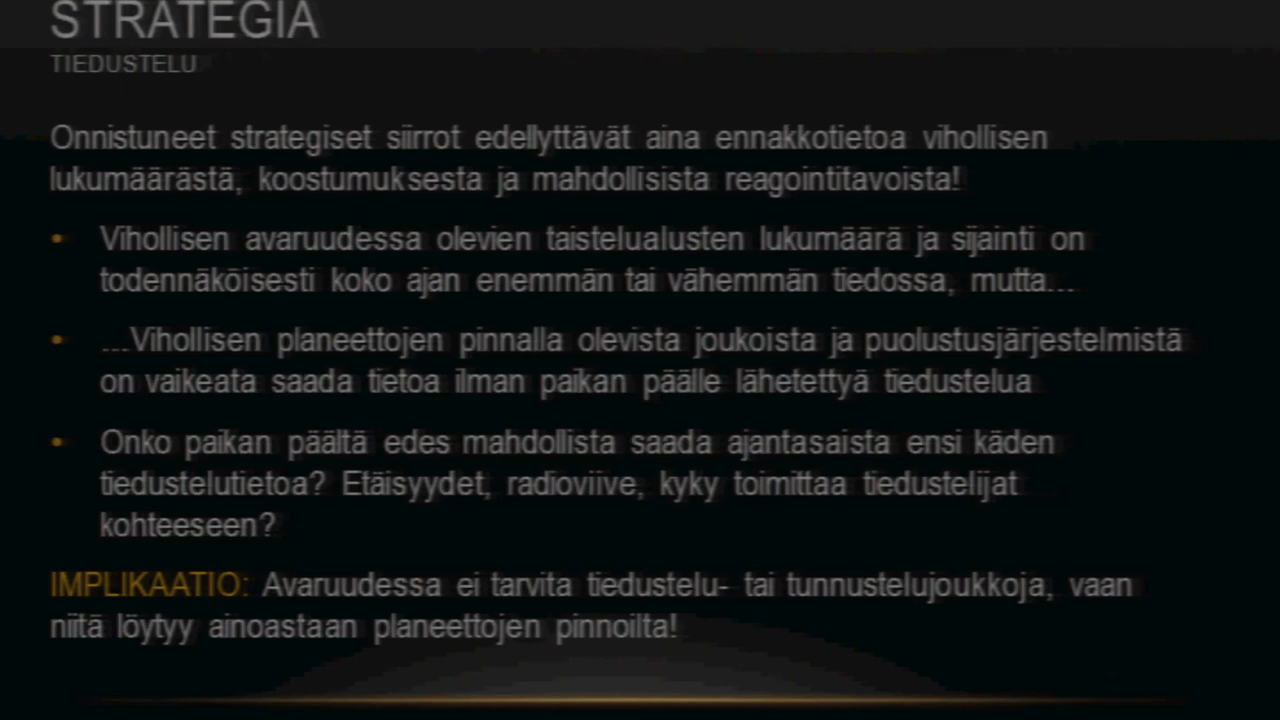 STRATEGIA
TIEDUSTELU
Onnistuneet strategiset siirrot edellyttävät aina ennakkotietoa vihollisen
lukumäärästä, koostumuksesta ja mahdollisista reagointitavoista!
• Vihollisen avaruudessa olevien taistelualusten lukumäärä ja sijainti on
todennäköisesti koko ajan enemmän tai vähemmän tiedossa, mutta...
• ...Vihollisen planeettojen pinnalla olevista joukoista ja puolustusjärjestelmistä
on vaikeata saada tietoa ilman paikan päälle lähetettyä tiedustelua
• Onko paikan päältä edes mahdollista saada ajantasaista ensi käden
tiedustelutietoa? Etäisyydet, radioviive, kyky toimittaa tiedustelijat
kohteeseen?
IMPLIKAATIO: Avaruudessa ei tarvita tiedustelu- tai tunnustelujoukkoja, vaan
niitä löytyy ainoastaan planeettojen pinnoilta!